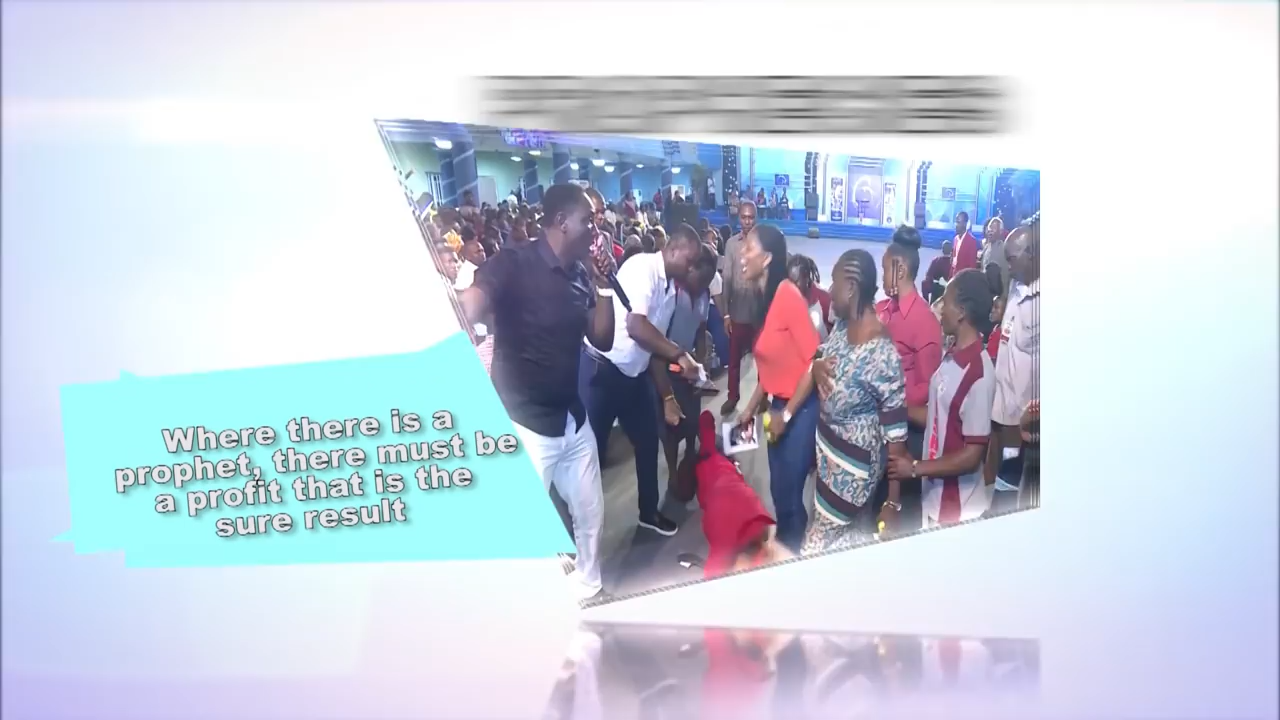 Where there is a
prophet, there must be
a profit that is the
sure result